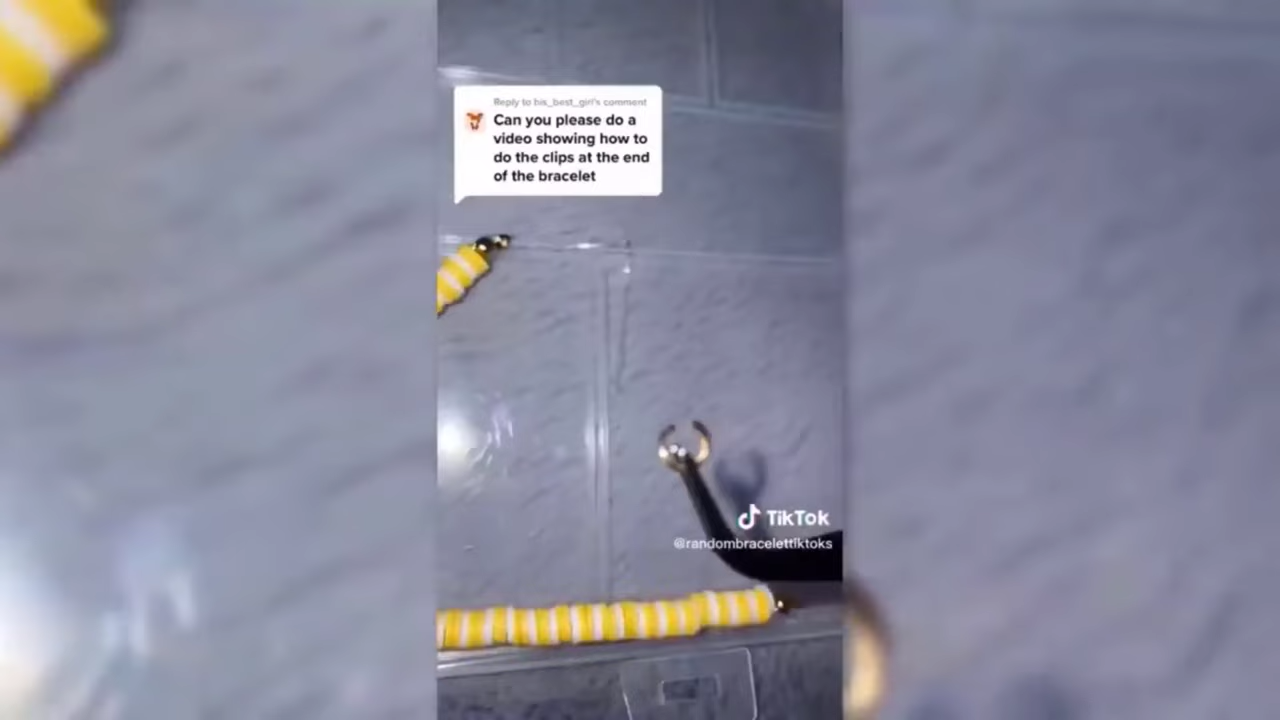 Reply to his_best_girl's comment
Can you please do a
video showing how to
do the clips at the end
of the bracelet
TikTok
@randombracelettiktoks